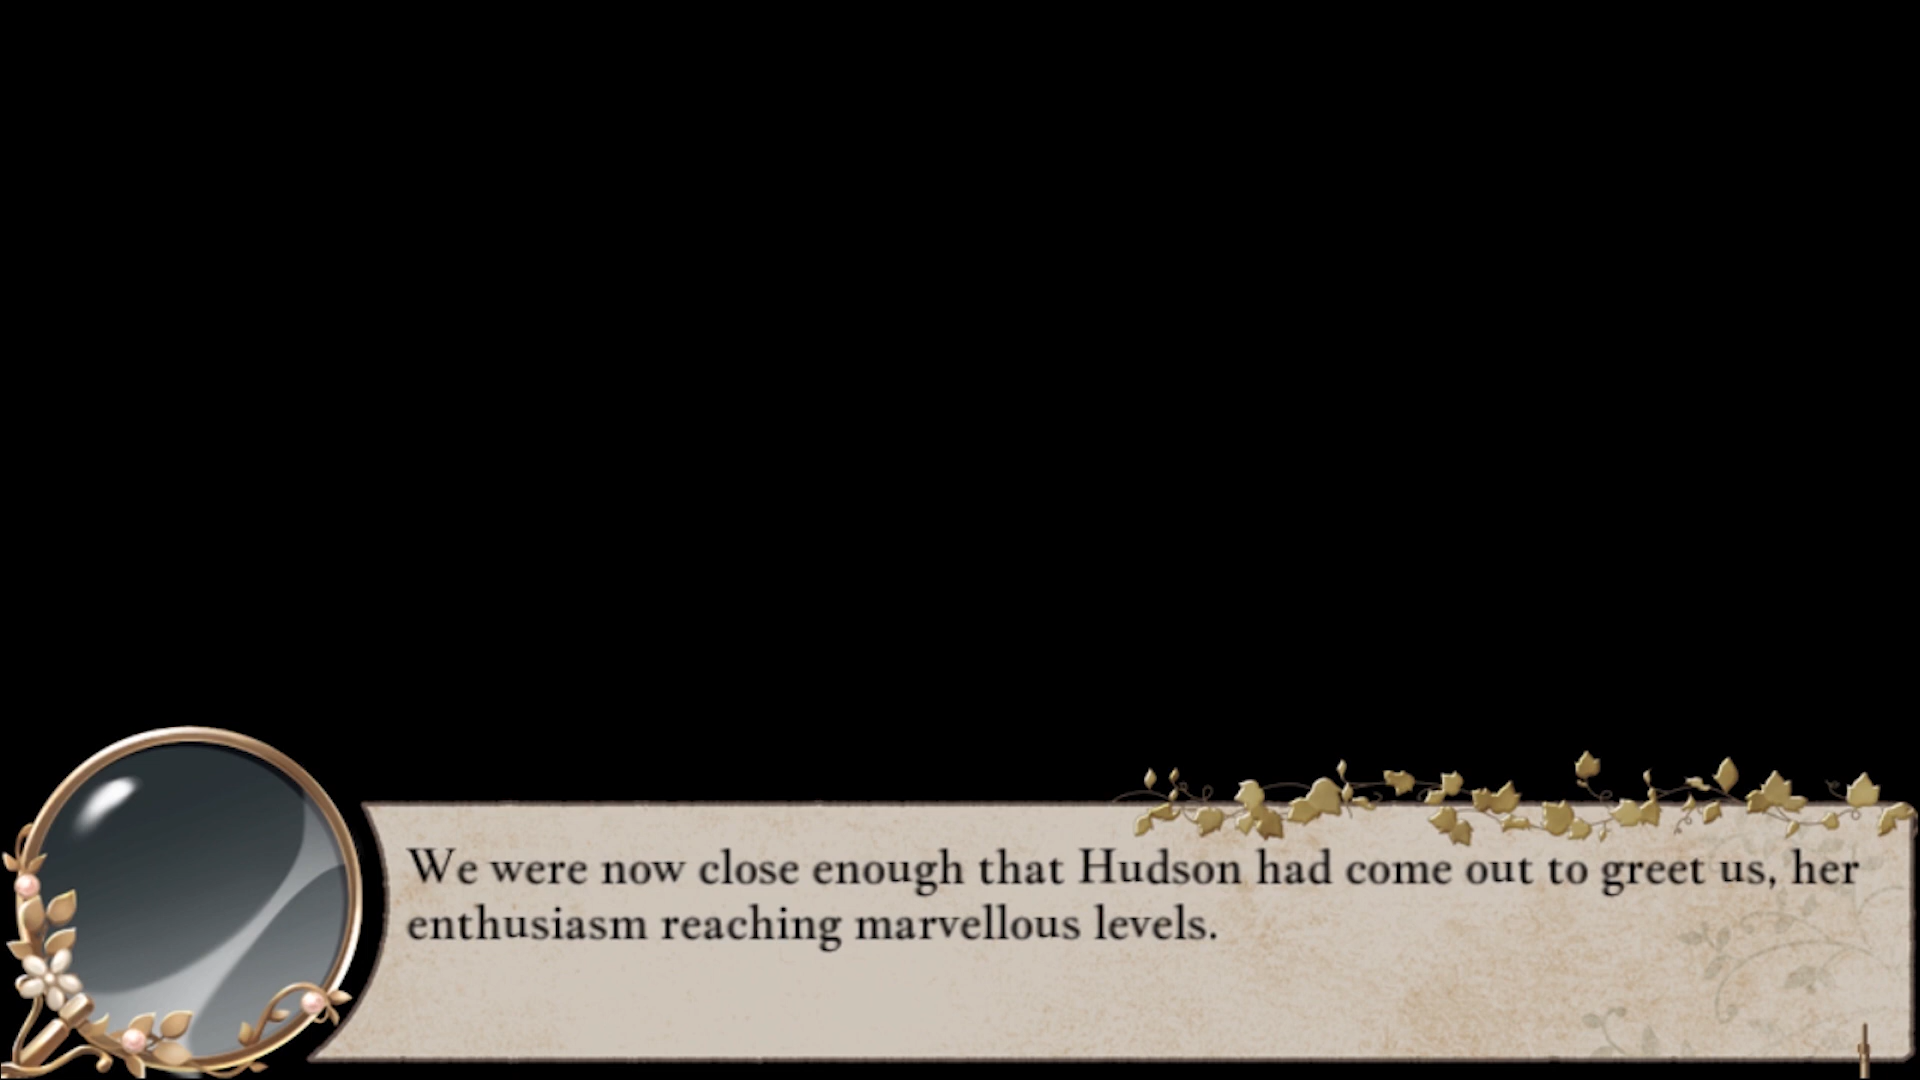 We were now close enough that Hudson had come out to greet us, her
enthusiasm reaching marvellous levels.